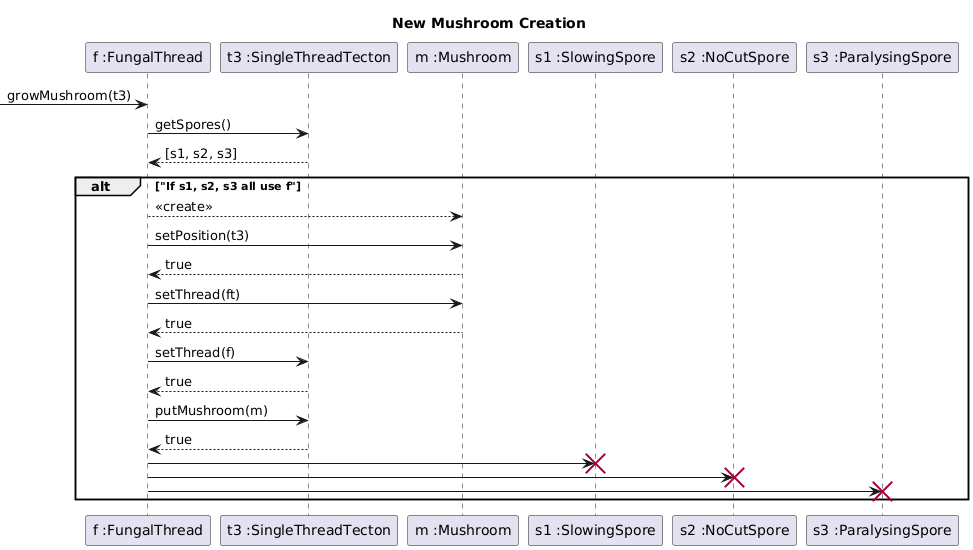 New Mushroom Creation
f :FungalThread t3 :SingleThreadTecton m :Mushroom s1 :SlowingSpore s2 :NoCutSpore s3 :ParalysingSpore
growMushroom(t3)
getSpores()
[s1, s2, s3]
alt ["If s1, s2, s3 all use f"]
«create»
setPosition(t3)
true
setThread(ft)
true
setThread(f)
true
putMushroom(m)
true
f :FungalThread t3 :SingleThreadTecton m :Mushroom s1 :SlowingSpore s2 :NoCutSpore s3 :ParalysingSpore